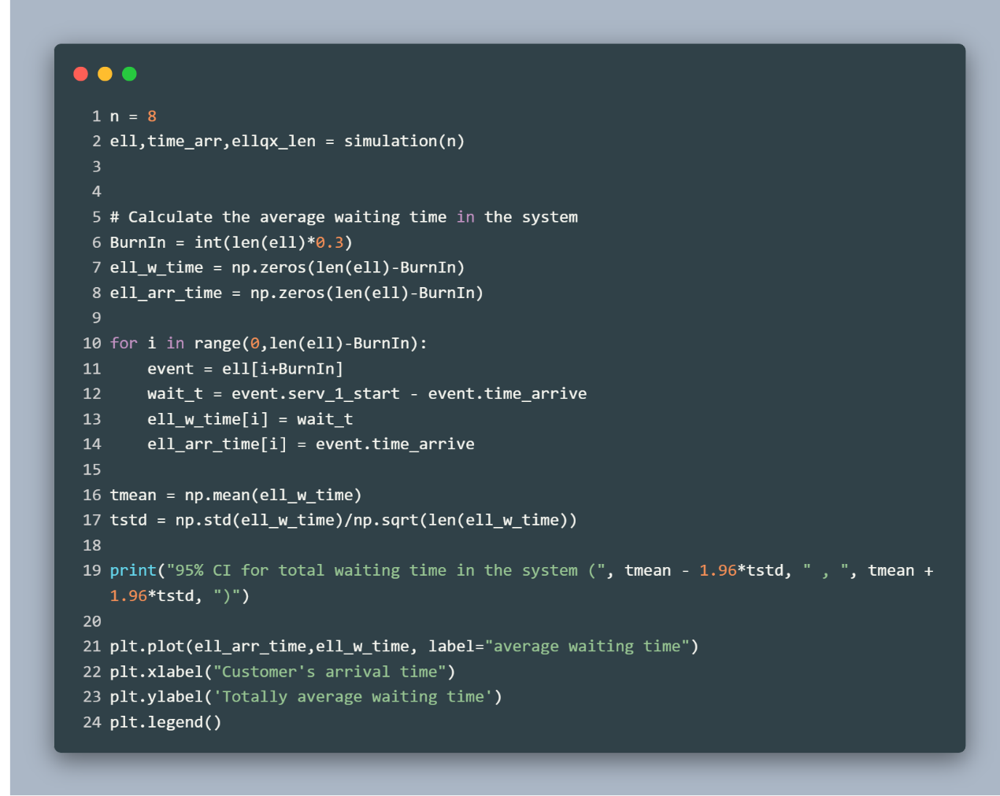 1 n = 8
2 ell,time_arr,ellqx_len = simulation(n)
3
4
5 # Calculate the average waiting time in the system
6 BurnIn = int(len(ell)*0.3)
7 ell_w_time = np.zeros(len(ell)-BurnIn)
8 ell_arr_time = np.zeros(len(ell)-BurnIn)
9
10 for i in range(0,len(ell)-BurnIn):
11     event = ell[i+BurnIn]
12     wait_t = event.serv_1_start - event.time_arrive
13     ell_w_time[i] = wait_t
14     ell_arr_time[i] = event.time_arrive
15
16 tmean = np.mean(ell_w_time)
17 tstd = np.std(ell_w_time)/np.sqrt(len(ell_w_time))
18
19 print("95% CI for total waiting time in the system (", tmean - 1.96*tstd, " , ", tmean +
1.96*tstd, ")")
20
21 plt.plot(ell_arr_time,ell_w_time, label="average waiting time")
22 plt.xlabel("Customer's arrival time")
23 plt.ylabel('Totally average waiting time')
24 plt.legend()